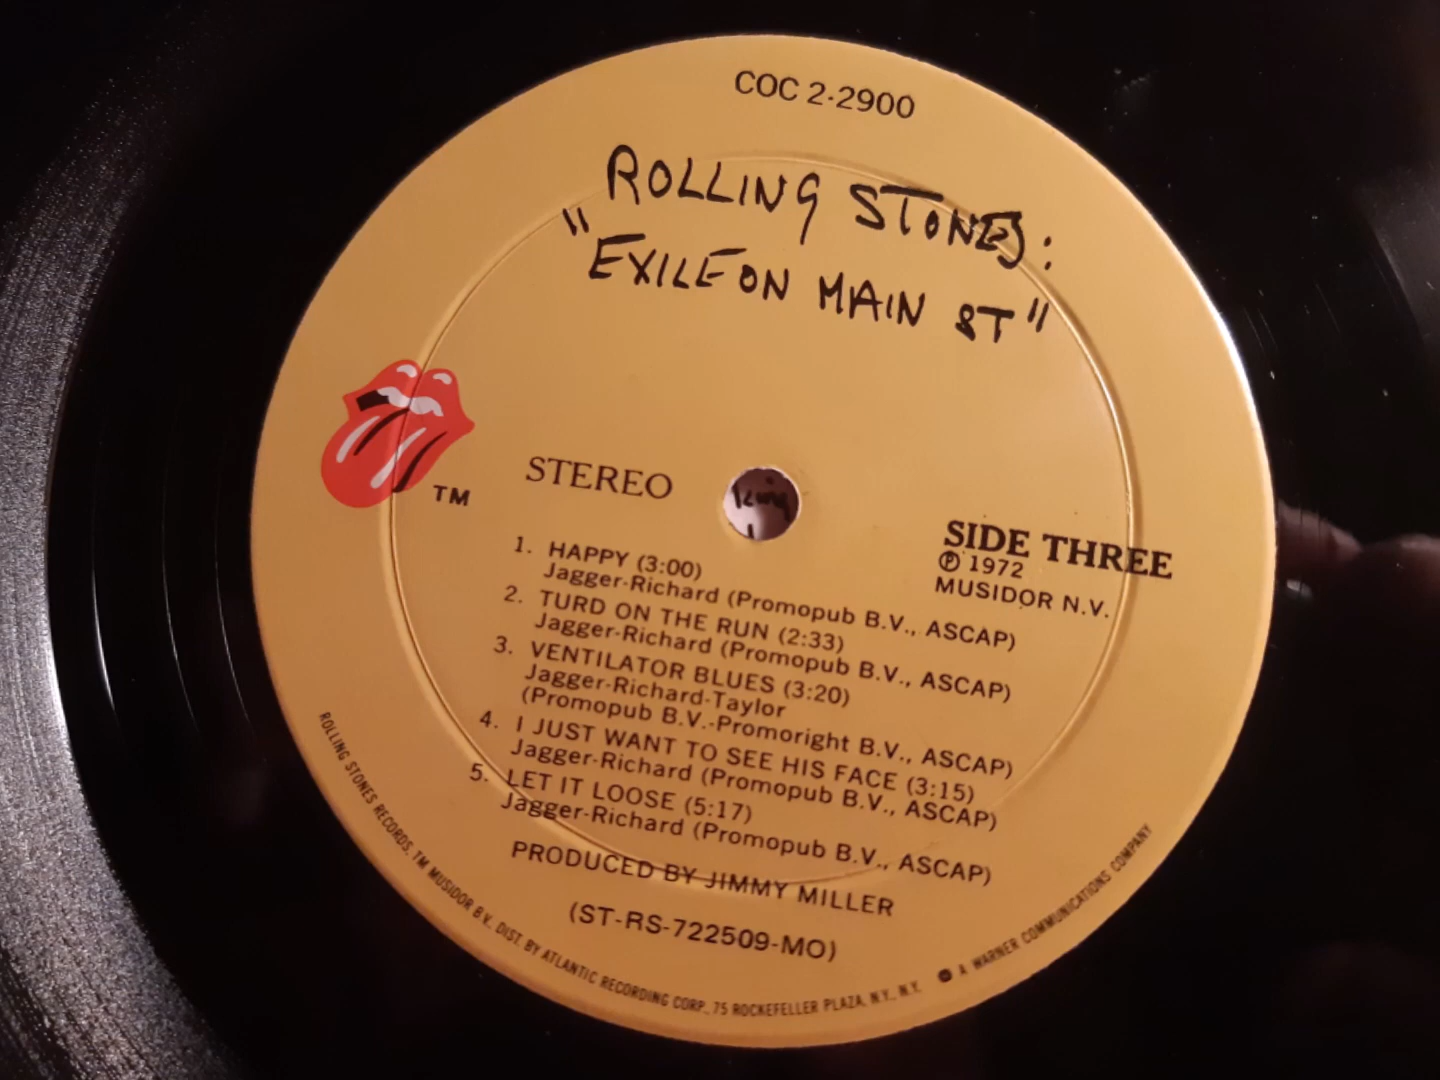 COC 2-2900
ROLLING STONES:
"EXILE ON MAIN ST"
TM
STEREO
SIDE THREE
℗ 1972
MUSIDOR N.V.
1. HAPPY (3:00)
Jagger-Richard (Promopub B.V., ASCAP)
2. TURD ON THE RUN (2:33)
Jagger-Richard (Promopub B.V., ASCAP)
3. VENTILATOR BLUES (3:20)
Jagger-Richard-Taylor
(Promopub B.V.-Promoright B.V., ASCAP)
4. I JUST WANT TO SEE HIS FACE (3:15)
Jagger-Richard (Promopub B.V., ASCAP)
5. LET IT LOOSE (5:17)
Jagger-Richard (Promopub B.V., ASCAP)
PRODUCED BY JIMMY MILLER
(ST-RS-722509-MO)
ROLLING STONES RECORDS, TM MUSIDOR B.V. DIST. BY ATLANTIC RECORDING CORP., 75 ROCKEFELLER PLAZA, N.Y., N.Y. A WARNER COMMUNICATIONS COMPANY